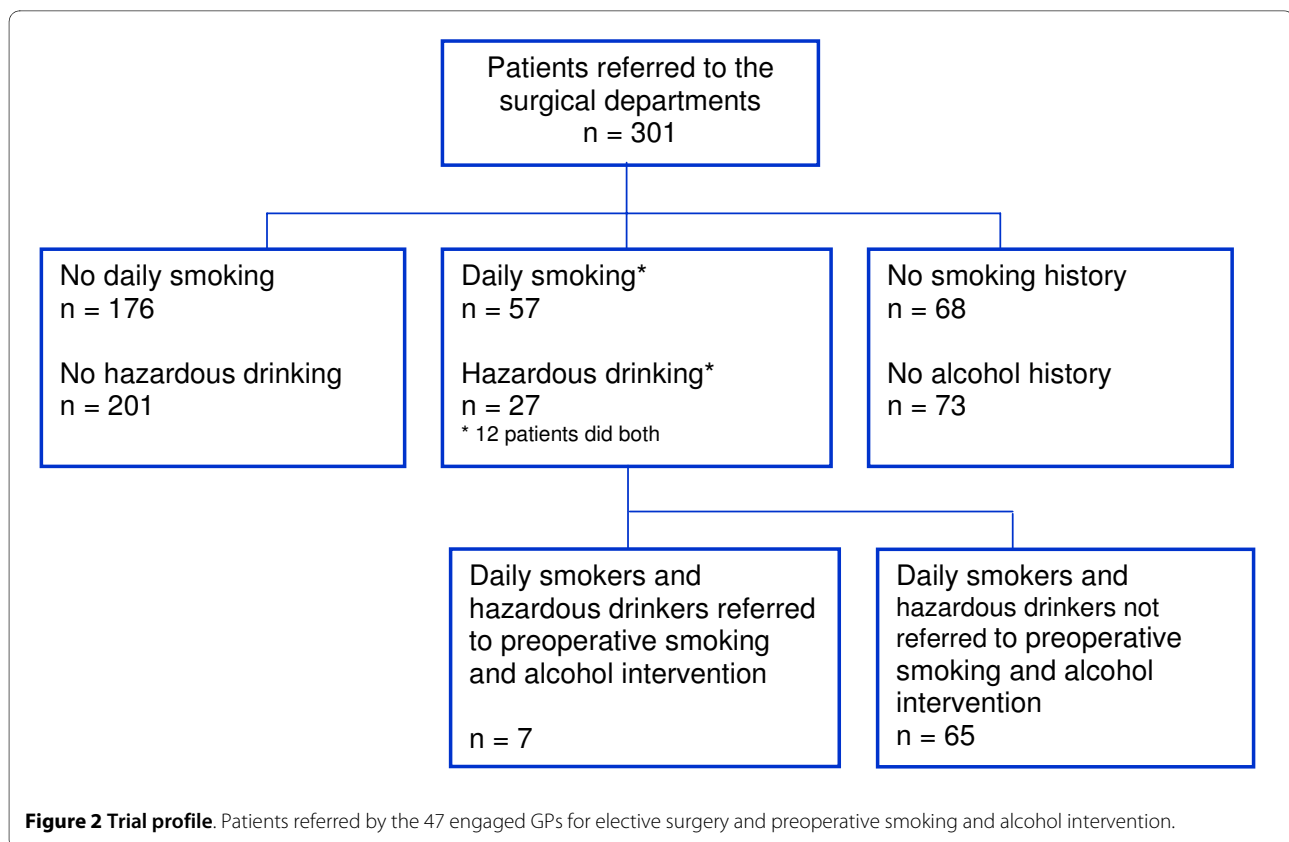 Patients referred to the
surgical departments
n = 301
No daily smoking
n = 176
No hazardous drinking
n = 201
Daily smoking*
n = 57
Hazardous drinking*
n = 27
* 12 patients did both
No smoking history
n = 68
No alcohol history
n = 73
Daily smokers and
hazardous drinkers referred
to preoperative smoking
and alcohol intervention
n = 7
Daily smokers and
hazardous drinkers not
referred to preoperative
smoking and alcohol
intervention
n = 65
Figure 2 Trial profile. Patients referred by the 47 engaged GPs for elective surgery and preoperative smoking and alcohol intervention.